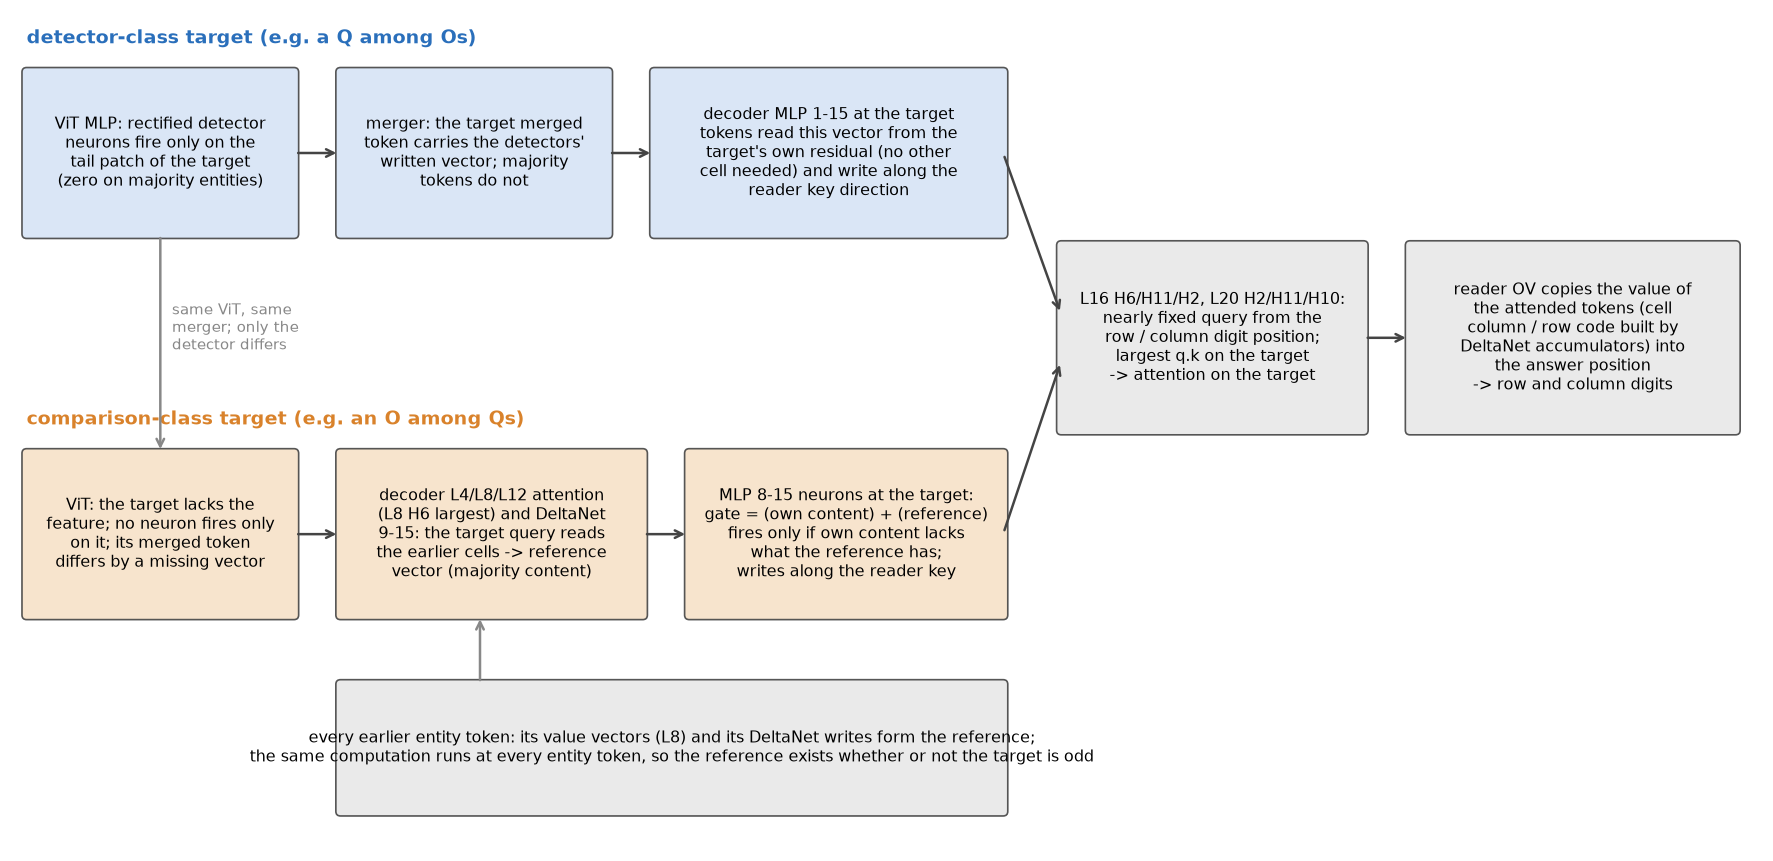 detector-class target (e.g. a Q among Os)
ViT MLP: rectified detector
neurons fire only on the
tail patch of the target
(zero on majority entities)
merger: the target merged
token carries the detectors'
written vector; majority
tokens do not
decoder MLP 1-15 at the target
tokens read this vector from the
target's own residual (no other
cell needed) and write along the
reader key direction
same ViT, same
merger; only the
detector differs
L16 H6/H11/H2, L20 H2/H11/H10:
nearly fixed query from the
row / column digit position;
largest q.k on the target
-> attention on the target
reader OV copies the value of
the attended tokens (cell
column / row code built by
DeltaNet accumulators) into
the answer position
-> row and column digits
comparison-class target (e.g. an O among Qs)
ViT: the target lacks the
feature; no neuron fires only
on it; its merged token
differs by a missing vector
decoder L4/L8/L12 attention
(L8 H6 largest) and DeltaNet
9-15: the target query reads
the earlier cells -> reference
vector (majority content)
MLP 8-15 neurons at the target:
gate = (own content) + (reference)
fires only if own content lacks
what the reference has;
writes along the reader key
every earlier entity token: its value vectors (L8) and its DeltaNet writes form the reference;
the same computation runs at every entity token, so the reference exists whether or not the target is odd